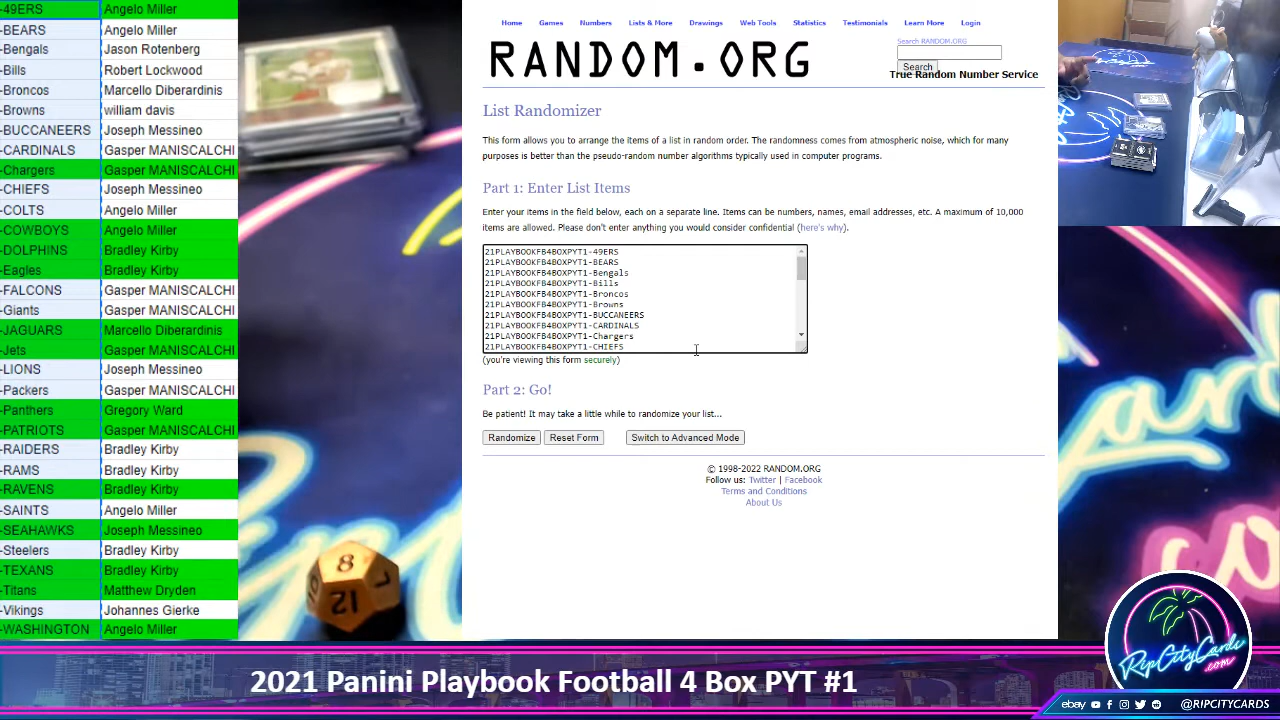 -49ERS Angelo Miller
-BEARS Angelo Miller
-Bengals Jason Rotenberg
-Bills Robert Lockwood
-Broncos Marcello Diberardinis
-Browns william davis
-BUCCANEERS Joseph Messineo
-CARDINALS Gasper MANISCALCHI
-Chargers Gasper MANISCALCHI
-CHIEFS Joseph Messineo
-COLTS Angelo Miller
-COWBOYS Angelo Miller
-DOLPHINS Bradley Kirby
-Eagles Bradley Kirby
-FALCONS Gasper MANISCALCHI
-Giants Gasper MANISCALCHI
-JAGUARS Marcello Diberardinis
-Jets Gasper MANISCALCHI
-LIONS Joseph Messineo
-Packers Gasper MANISCALCHI
-Panthers Gregory Ward
-PATRIOTS Gasper MANISCALCHI
-RAIDERS Bradley Kirby
-RAMS Bradley Kirby
-RAVENS Bradley Kirby
-SAINTS Angelo Miller
-SEAHAWKS Joseph Messineo
-Steelers Bradley Kirby
-TEXANS Bradley Kirby
-Titans Matthew Dryden
-Vikings Johannes Gierke
-WASHINGTON Angelo Miller
8
12
Home Games Numbers Lists & More Drawings Web Tools Statistics Testimonials Learn More Login
RANDOM.ORG
Search RANDOM.ORG
Search
True Random Number Service
List Randomizer
This form allows you to arrange the items of a list in random order. The randomness comes from atmospheric noise, which for many
purposes is better than the pseudo-random number algorithms typically used in computer programs.
Part 1: Enter List Items
Enter your items in the field below, each on a separate line. Items can be numbers, names, email addresses, etc. A maximum of 10,000
items are allowed. Please don't enter anything you would consider confidential (here's why).
21PLAYBOOKFB4BOXPYT1-49ERS
21PLAYBOOKFB4BOXPYT1-BEARS
21PLAYBOOKFB4BOXPYT1-Bengals
21PLAYBOOKFB4BOXPYT1-Bills
21PLAYBOOKFB4BOXPYT1-Broncos
21PLAYBOOKFB4BOXPYT1-Browns
21PLAYBOOKFB4BOXPYT1-BUCCANEERS
21PLAYBOOKFB4BOXPYT1-CARDINALS
21PLAYBOOKFB4BOXPYT1-Chargers
21PLAYBOOKFB4BOXPYT1-CHIEFS
(you're viewing this form securely)
Part 2: Go!
Be patient! It may take a little while to randomize your list...
Randomize Reset Form Switch to Advanced Mode
© 1998-2022 RANDOM.ORG
Follow us: Twitter | Facebook
Terms and Conditions
About Us
RipCityCards
.com
2021 Panini Playbook Football 4 Box PYT #1
ebay @RIPCITYCARDS